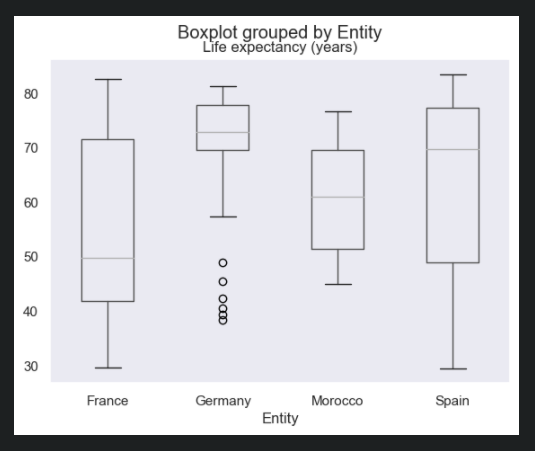 Boxplot grouped by Entity
Life expectancy (years)
80
70
60
50
40
30
France Germany Morocco Spain
Entity